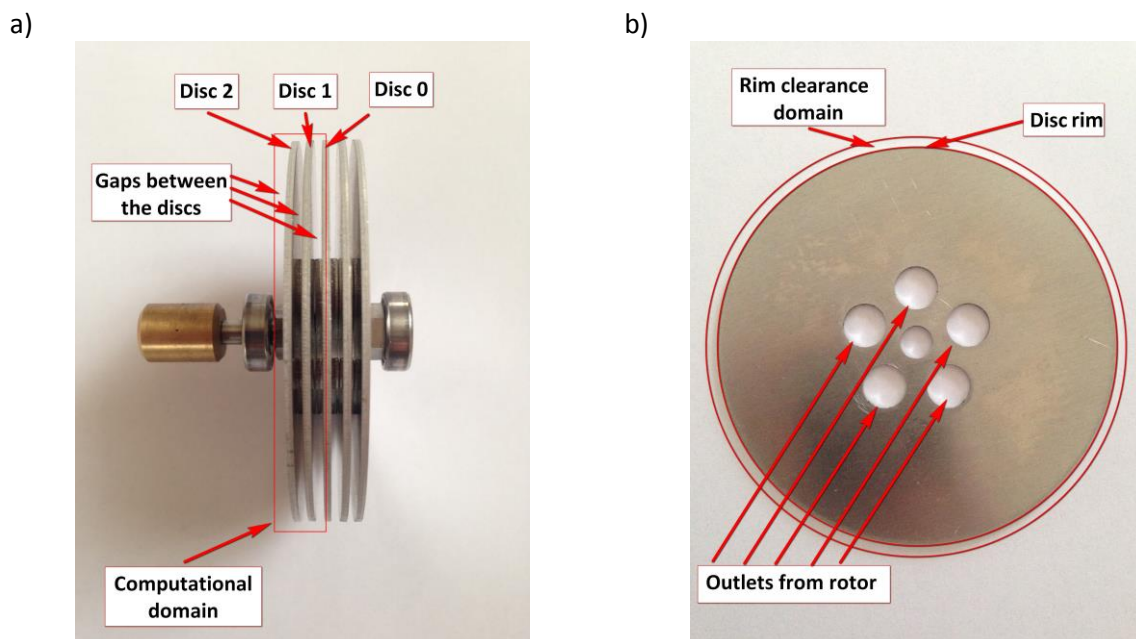 a)
b)
Disc 2
Disc 1
Disc 0
Gaps between
the discs
Computational
domain
Rim clearance
domain
Disc rim
Outlets from rotor